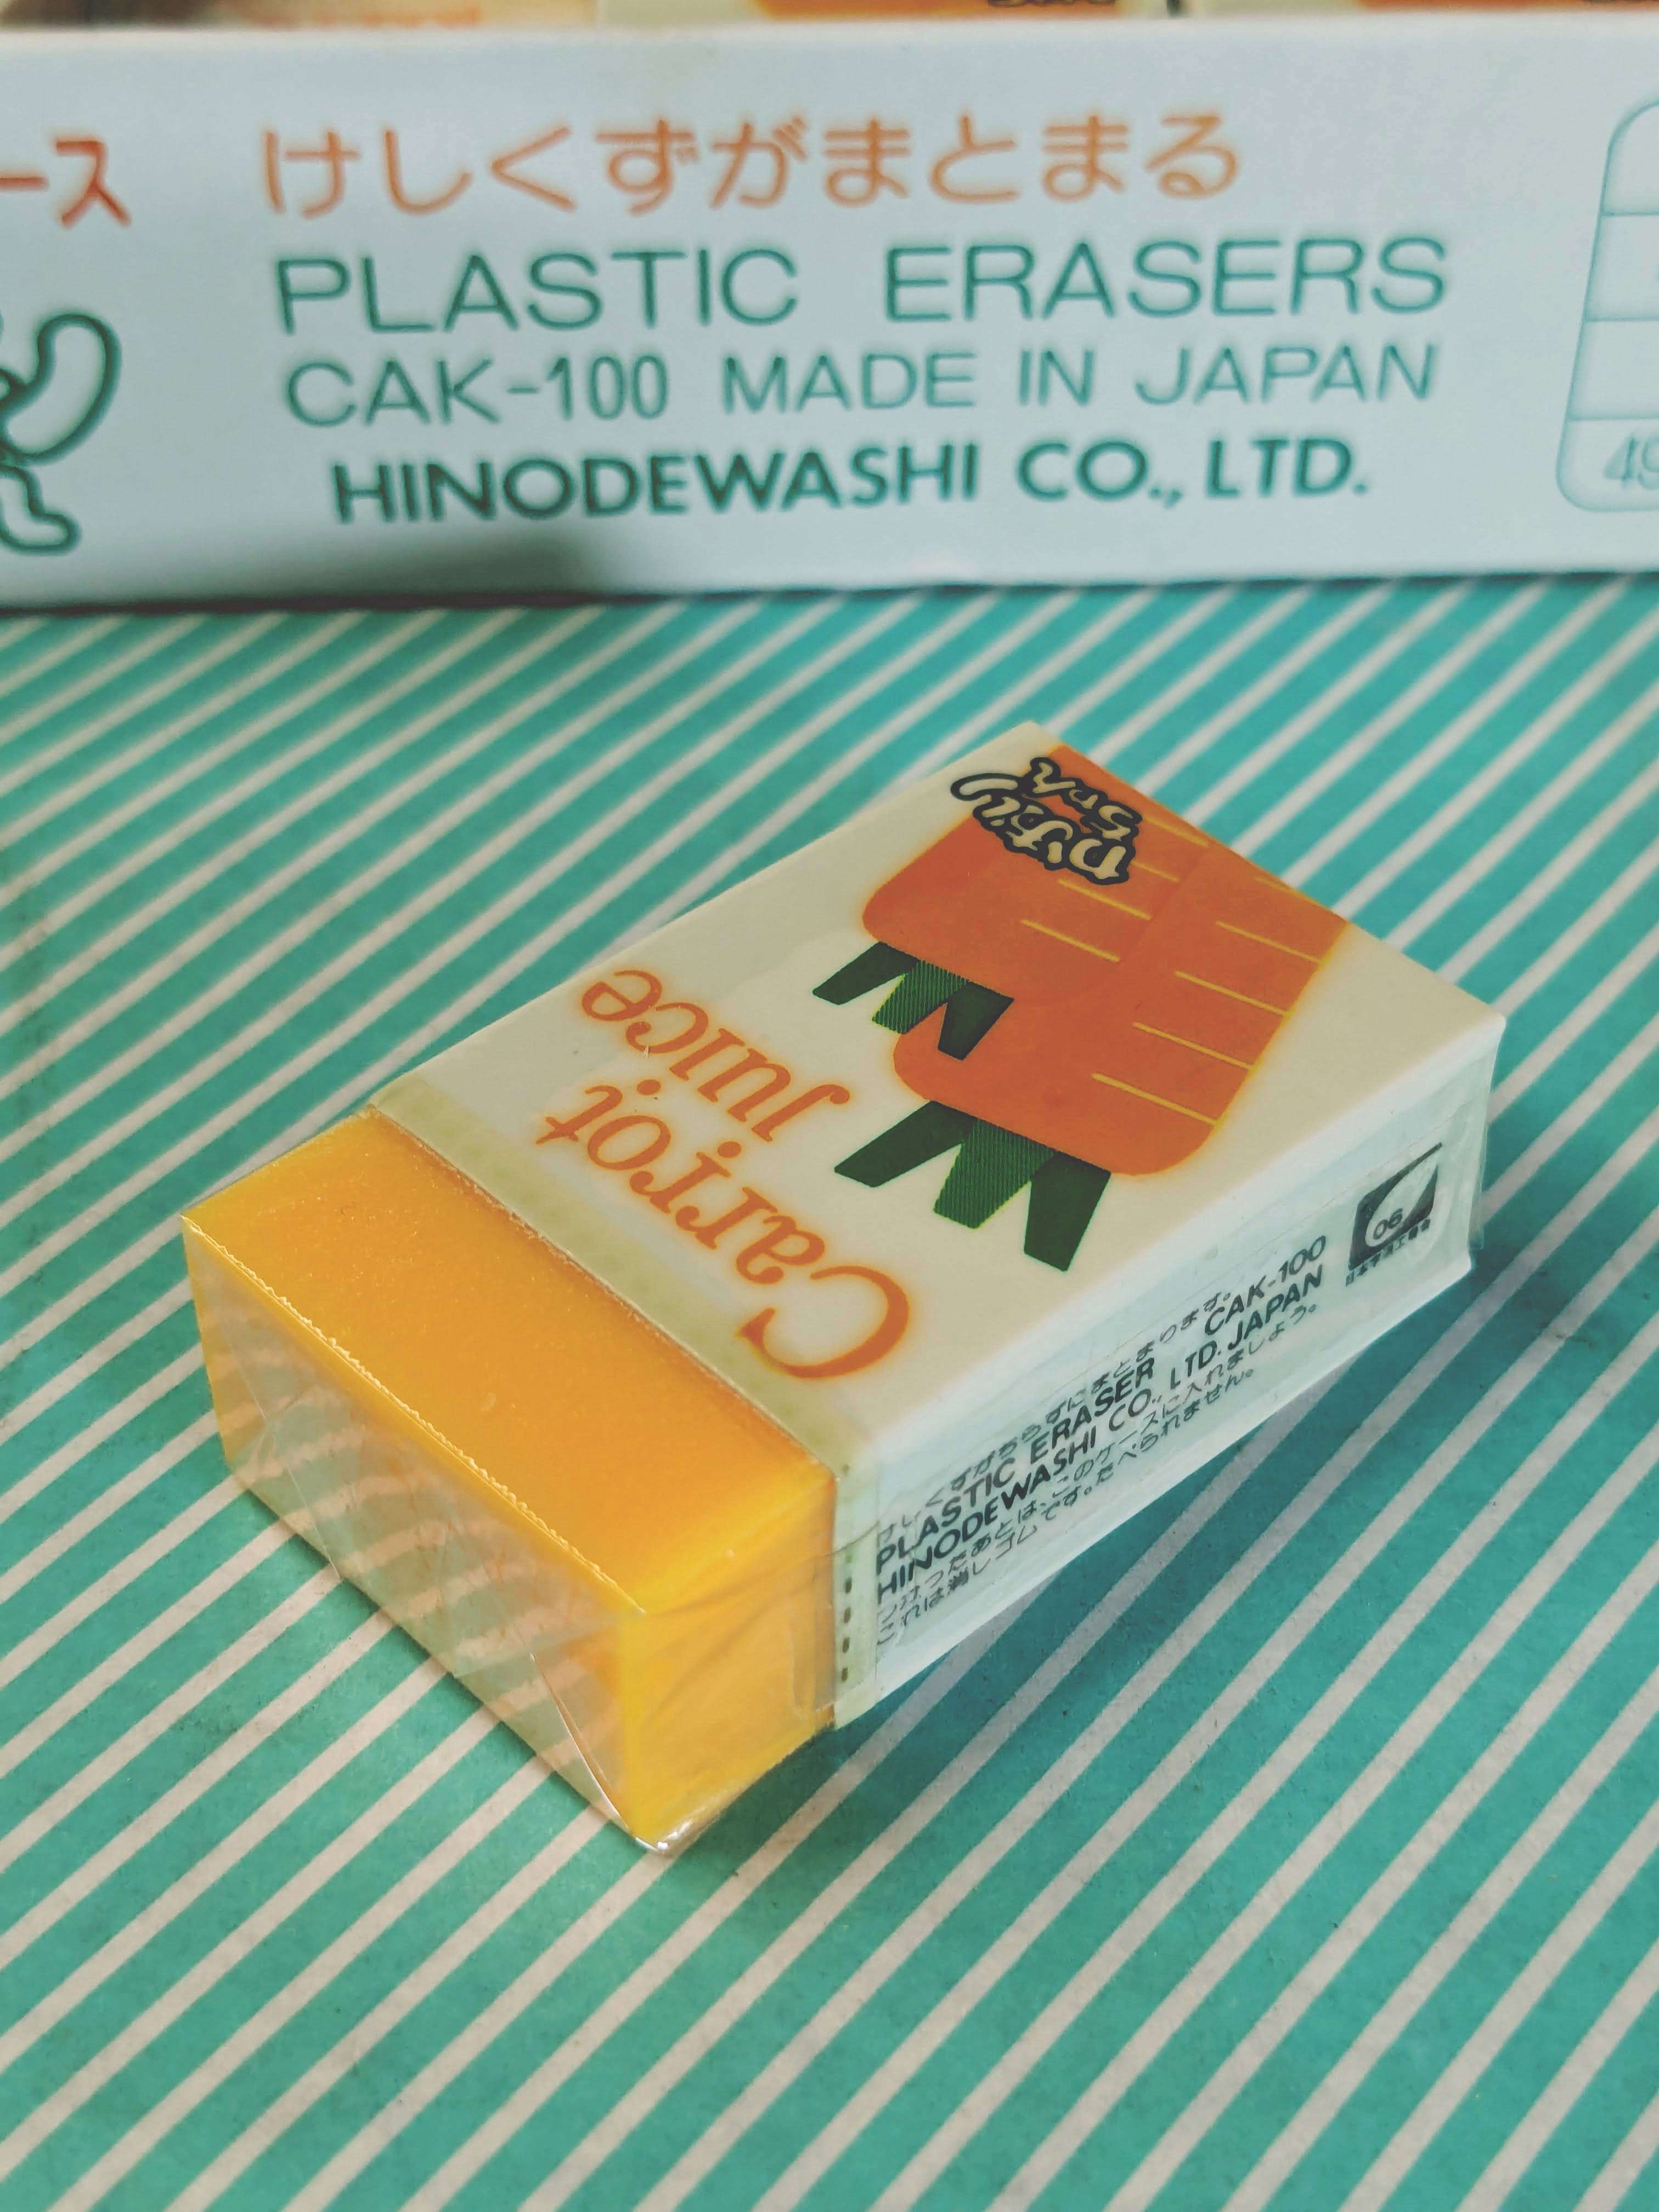 ース
けしくずがまとまる
PLASTIC ERASERS
CAK-100 MADE IN JAPAN
HINODEWASHI CO., LTD.
49
Carrot
Juice
けしくずがちらずにまとまります。
PLASTIC ERASER CAK-100
HINODEWASHI CO., LTD. JAPAN
つかったあとは、このケースに入れましょう。
これは消しゴムです。たべられません。
06